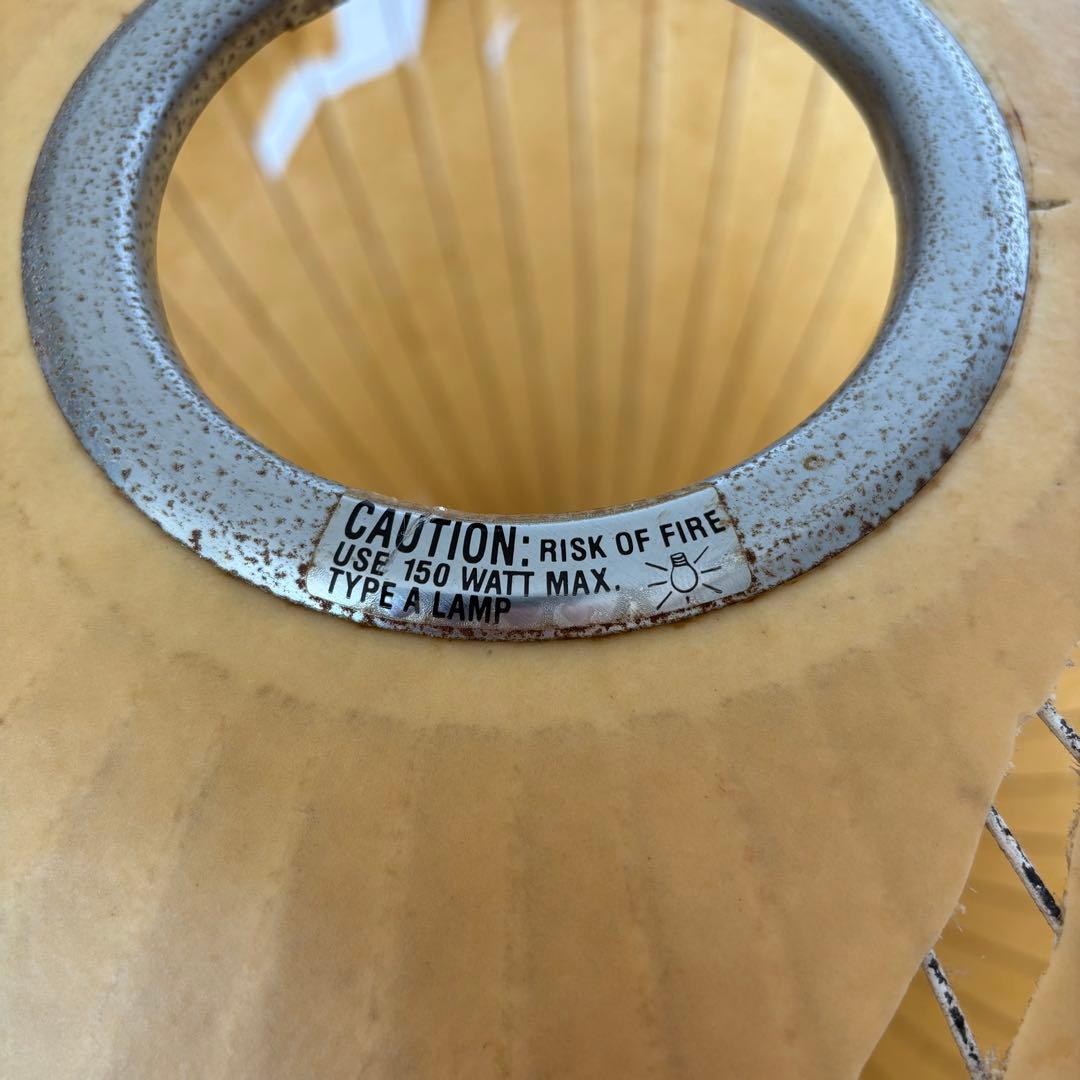 CAUTION: RISK OF FIRE
USE 150 WATT MAX.
TYPE A LAMP